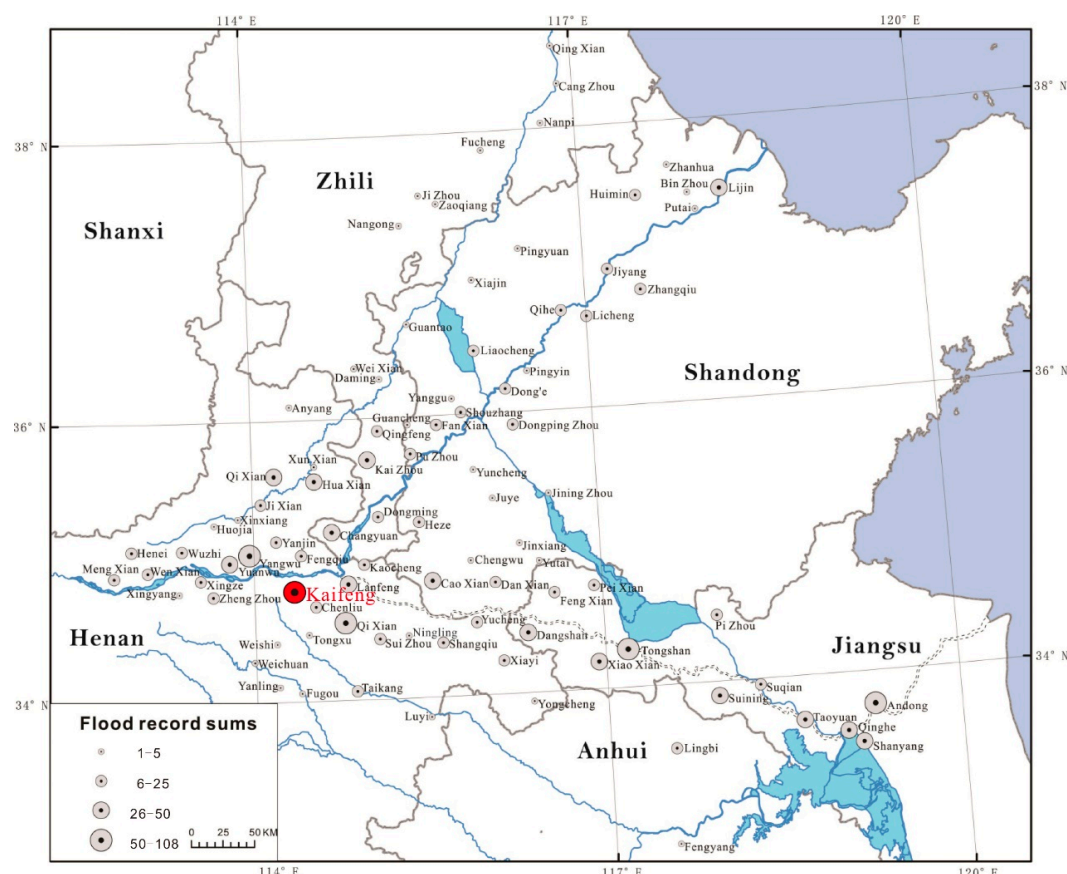 114° E
117° E
120° E
Qing Xian
Cang Zhou
38° N
Nanpi
38° N
Fucheng
Zhanhua
Zhili
Bin Zhou
Lijin
Huimin
Ji Zhou
Zaoqiang
Putai
Shanxi
Nangong
Pingyuan
Jiyang
Xiajin
Zhangqiu
Qihe
Licheng
Guantao
Liaocheng
Wei Xian
Pingyin
36° N
Shandong
Daming
Dong'e
Yanggu
Anyang
Shouzhang
Guancheng
36° N
Fan Xian
Dongping Zhou
Qingfeng
Pu Zhou
Xun Xian
Kai Zhou
Yuncheng
Qi Xian
Hua Xian
Juye
Jining Zhou
Ji Xian
Dongming
Xinxiang
Heze
Huojia
Changyuan
Yanjin
Jinxiang
Henei
Wuzhi
Yangwu
Fengqiu
Chengwu
Yutai
Meng Xian
Wen Xian
Yuanwu
Kaocheng
Xingze
Lanfeng
Cao Xian
Dan Xian
Pei Xian
Xingyang
Zheng Zhou
Kaifeng
Feng Xian
Chenliu
Pi Zhou
Henan
Qi Xian
Yucheng
Dangshan
Jiangsu
Tongxu
Ningling
Sui Zhou
Shangqiu
Weishi
Tongshan
34° N
Weichuan
Xiayi
Xiao Xian
Yanling
Fugou
Taikang
Suqian
Suining
34° N
Yongcheng
Andong
Luyi
Taoyuan
Qinghe
Shanyang
Flood record sums
Anhui
Lingbi
1-5
6-25
26-50
0 25 50 KM
50-108
Fengyang
114° E
117° E
120° E